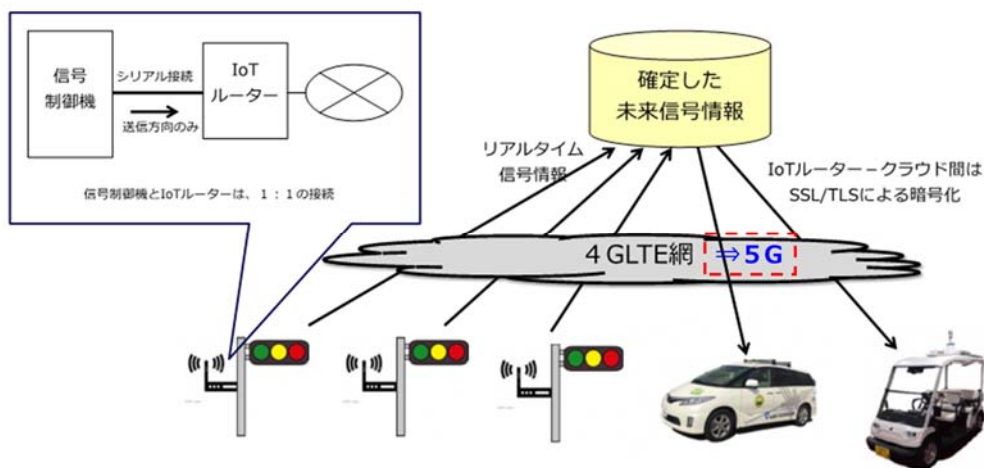 信号
制御機
シリアル接続
送信方向のみ
IoT
ルーター
信号制御機とIoTルーターは、1：1の接続
確定した
未来信号情報
リアルタイム
信号情報
IoTルーター－クラウド間は
SSL/TLSによる暗号化
4GLTE網 ⇒5G